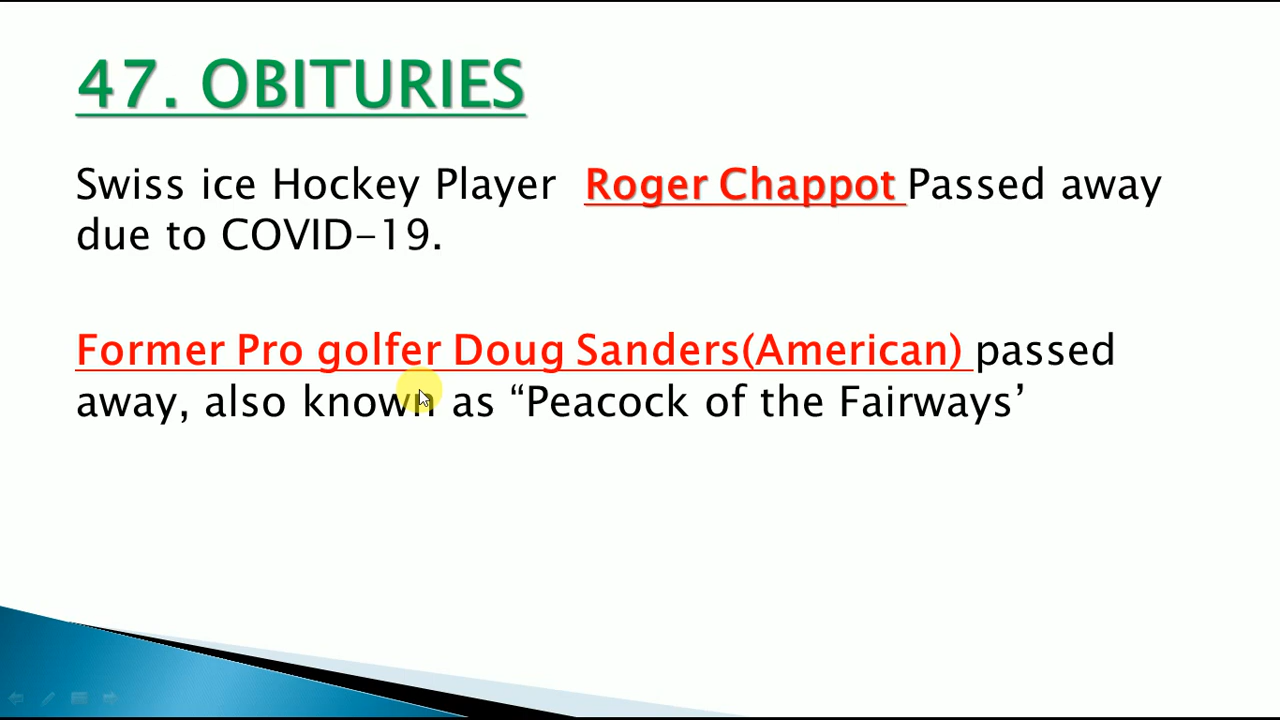 47. OBITURIES
Swiss ice Hockey Player Roger Chappot Passed away
due to COVID-19.
Former Pro golfer Doug Sanders(American) passed
away, also known as “Peacock of the Fairways’